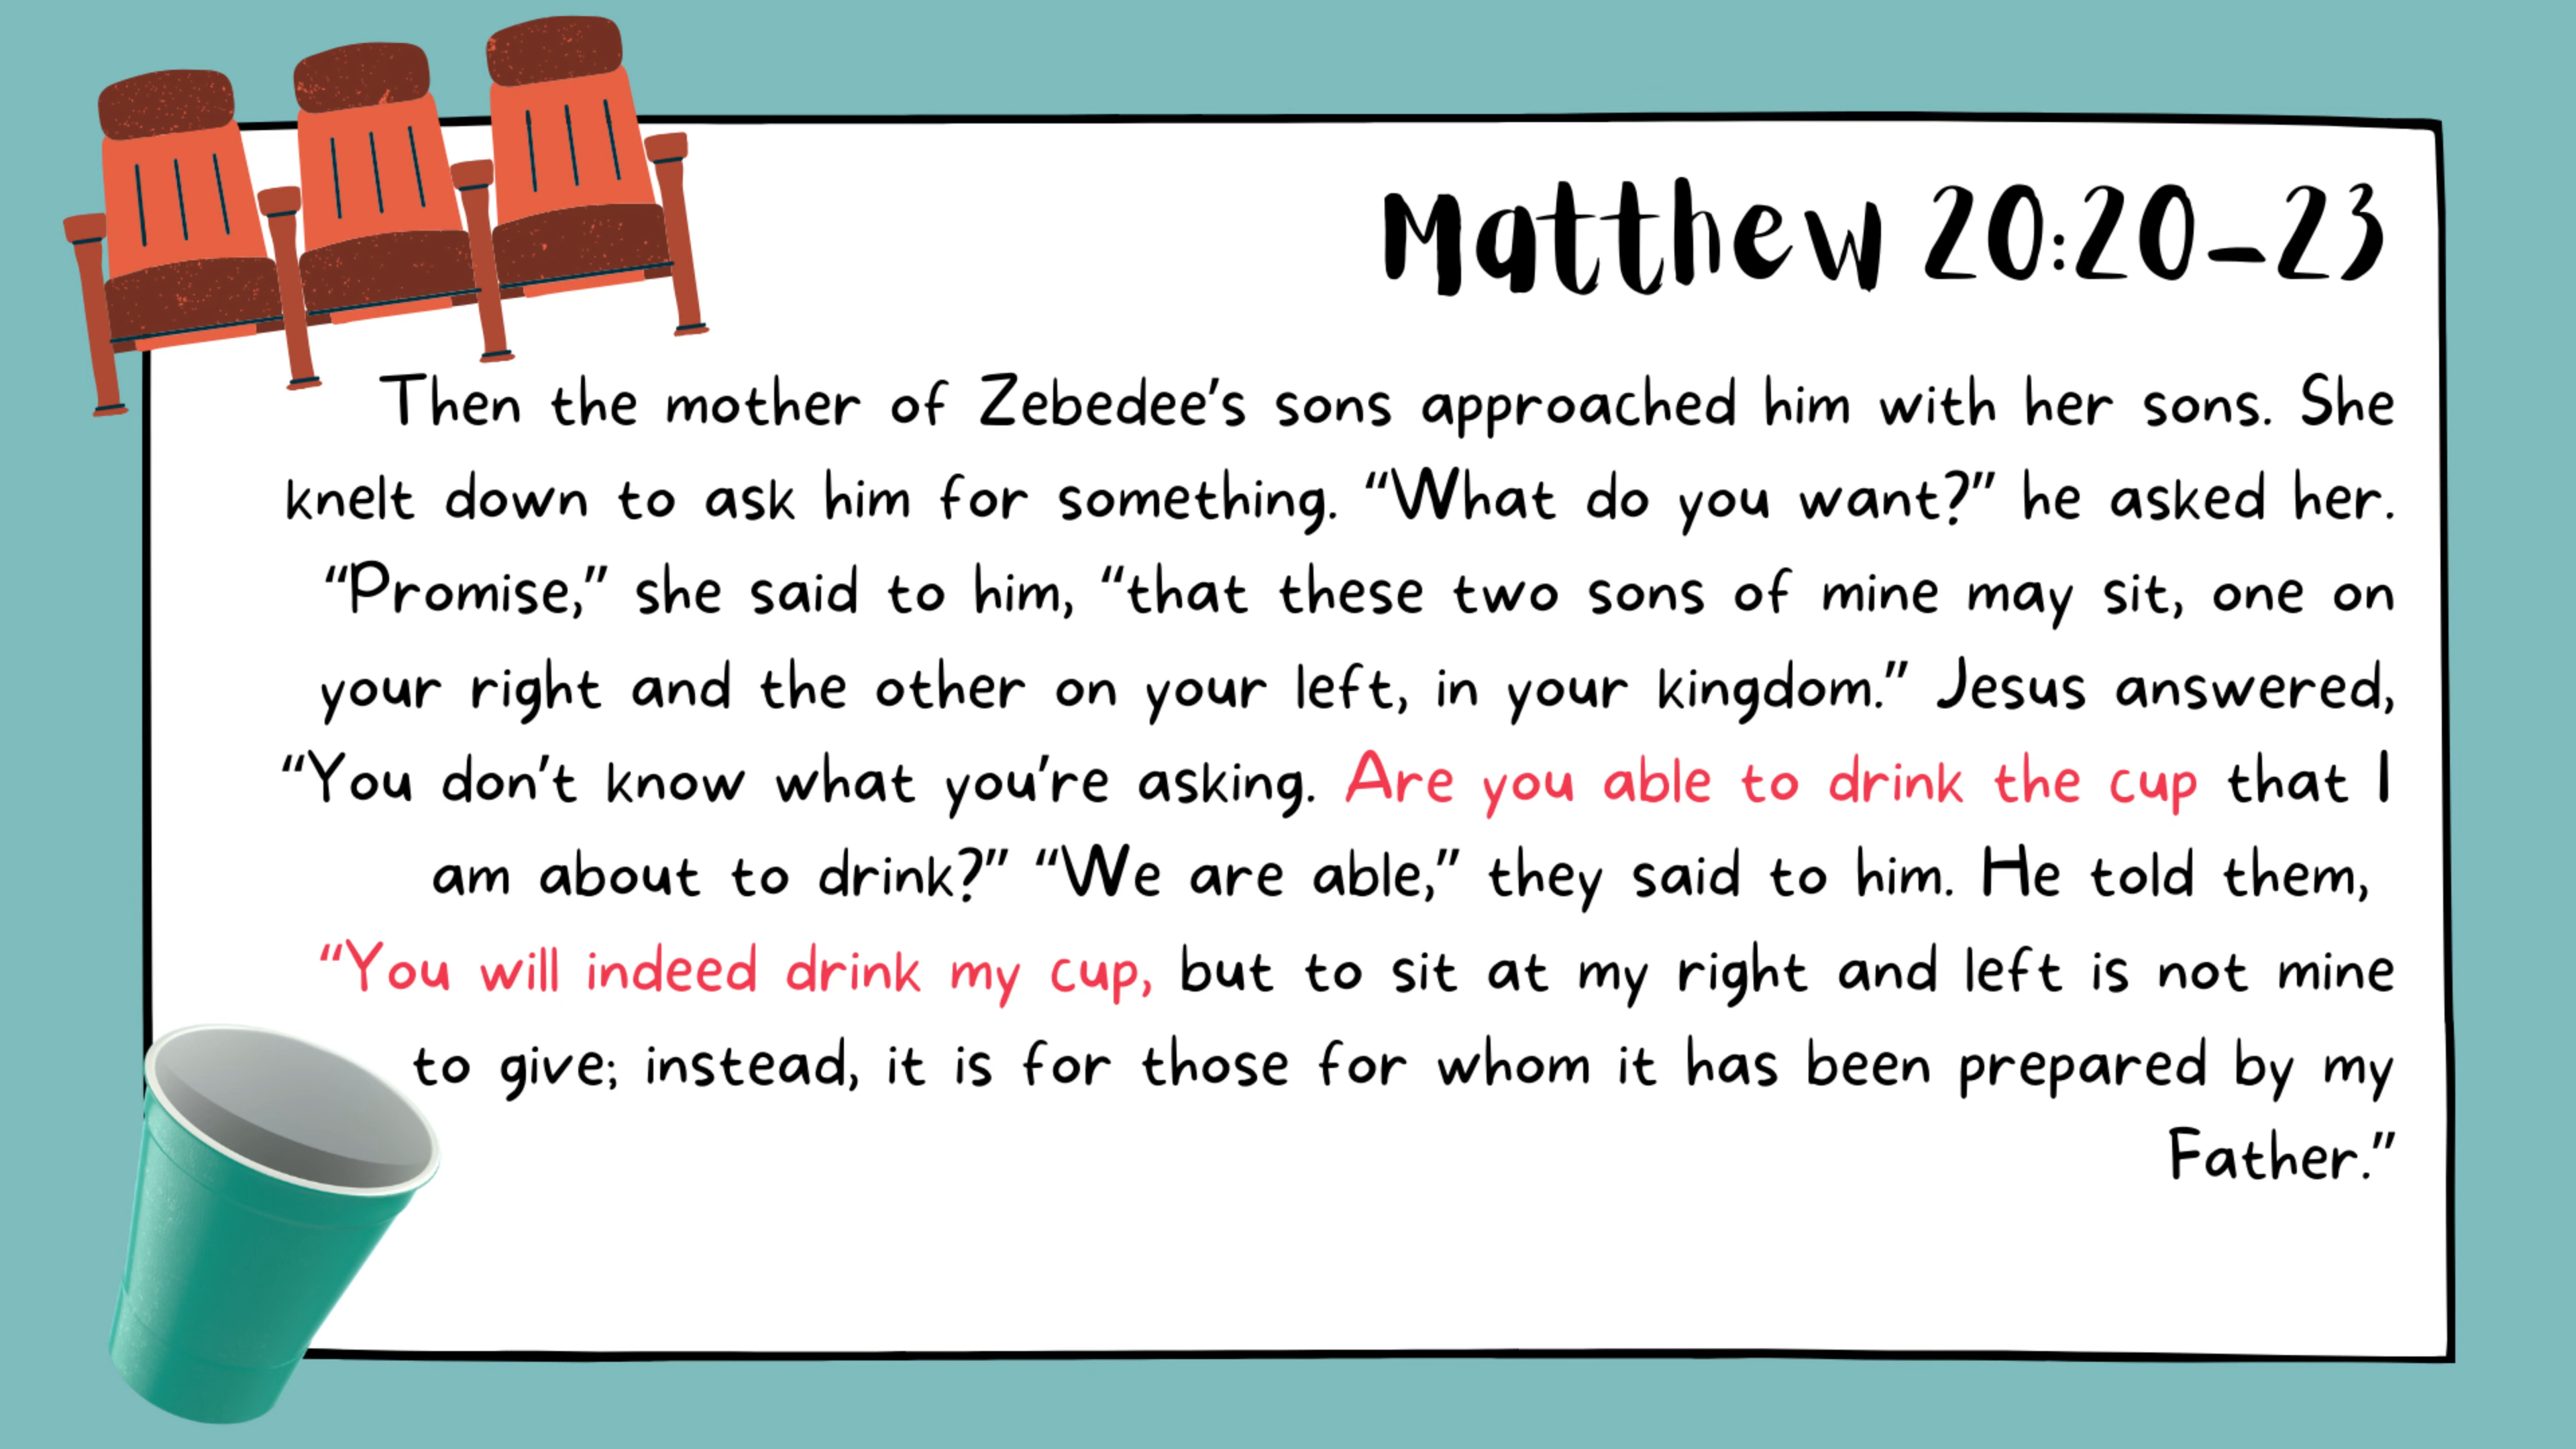 Matthew 20:20-23
Then the mother of Zebedee’s sons approached him with her sons. She
knelt down to ask him for something. “What do you want?” he asked her.
“Promise,” she said to him, “that these two sons of mine may sit, one on
your right and the other on your left, in your kingdom.” Jesus answered,
“You don’t know what you’re asking. Are you able to drink the cup that I
am about to drink?” “We are able,” they said to him. He told them,
“You will indeed drink my cup, but to sit at my right and left is not mine
to give; instead, it is for those for whom it has been prepared by my
Father.”